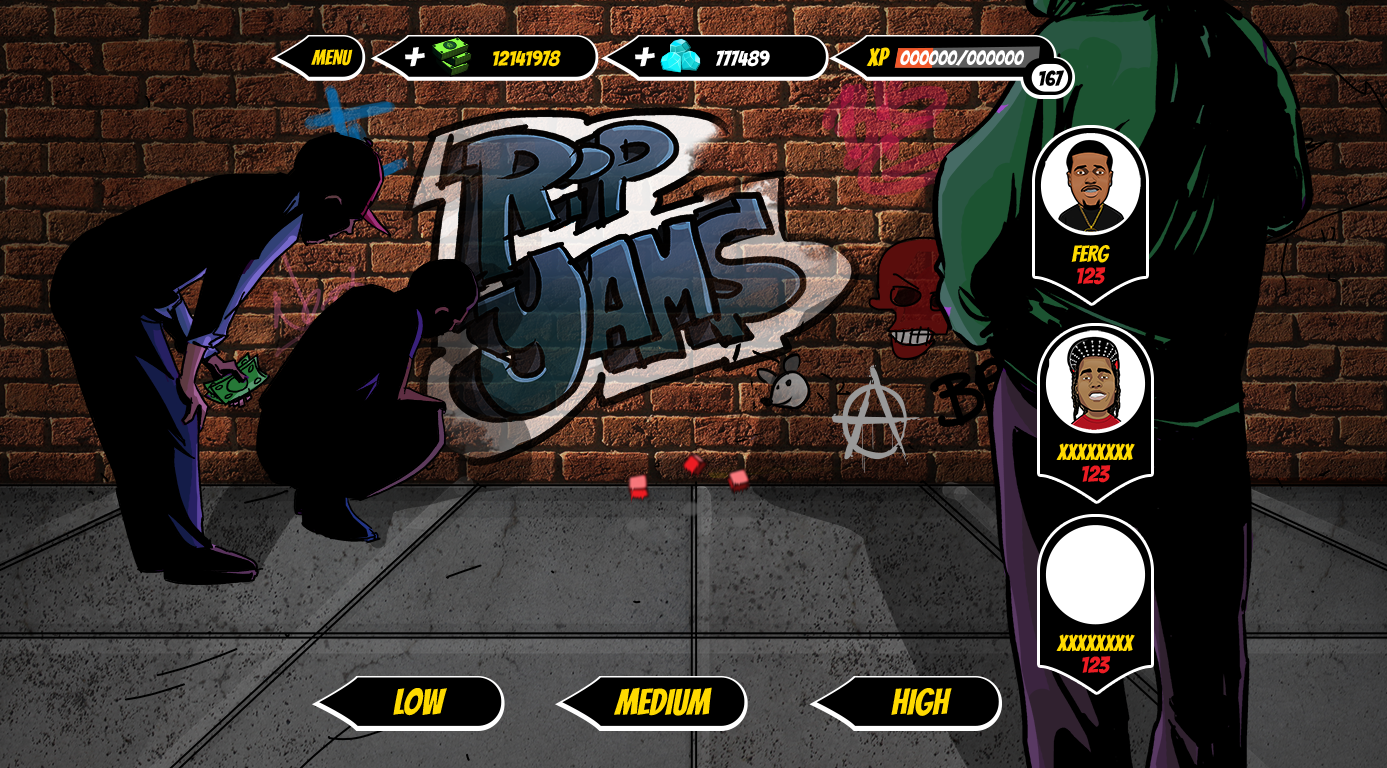 MENU
+ 12141978
+ 777489
XP 000000/000000
167
RIP
JAMS
FERG
123
XXXXXXXX
123
XXXXXXXX
123
LOW
MEDIUM
HIGH